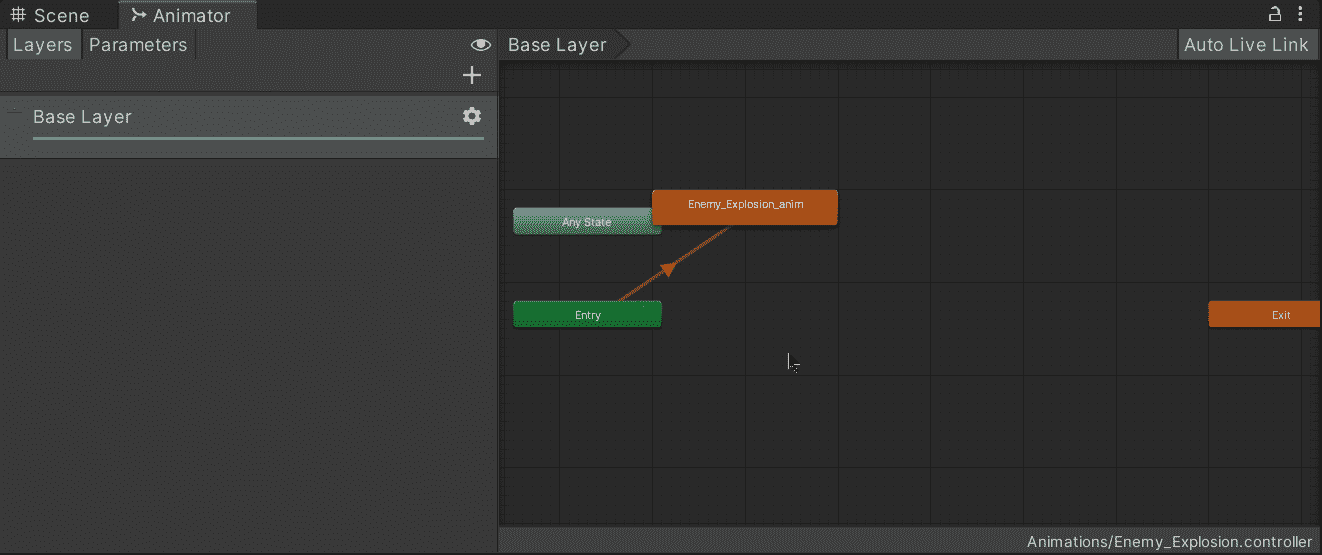 Scene Animator
Layers Parameters Base Layer Auto Live Link
Base Layer
Enemy_Explosion_anim
Any State
Entry Exit
Animations/Enemy_Explosion.controller